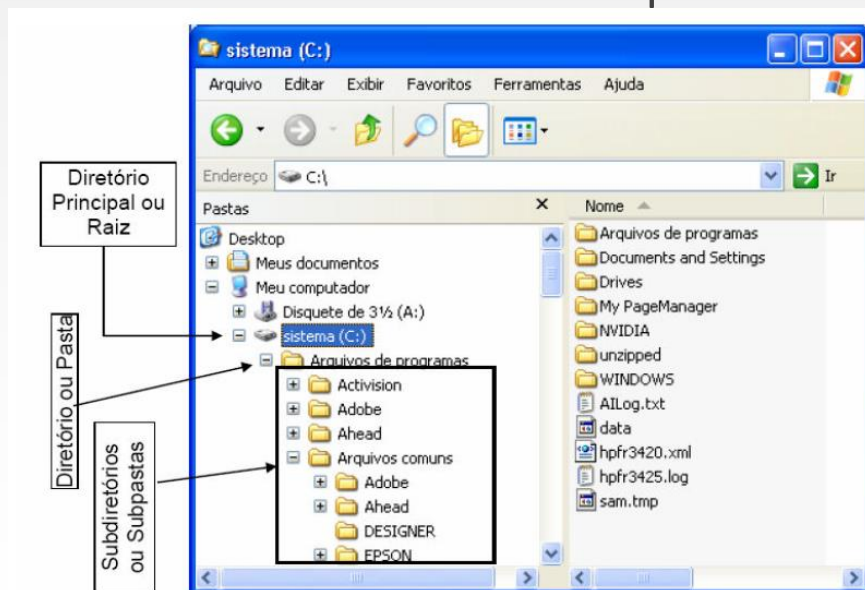 sistema (C:)
Arquivo Editar Exibir Favoritos Ferramentas Ajuda
Endereço C:\ Ir
Diretório
Principal ou
Raiz
Diretório ou Pasta
Subdiretórios
ou Subpastas
Pastas
Desktop
Meus documentos
Meu computador
Disquete de 3½ (A:)
sistema (C:)
Arquivos de programas
Activision
Adobe
Ahead
Arquivos comuns
Adobe
Ahead
DESIGNER
EPSON
Nome
Arquivos de programas
Documents and Settings
Drives
My PageManager
NVIDIA
unzipped
WINDOWS
AILog.txt
data
hpfr3420.xml
hpfr3425.log
sam.tmp